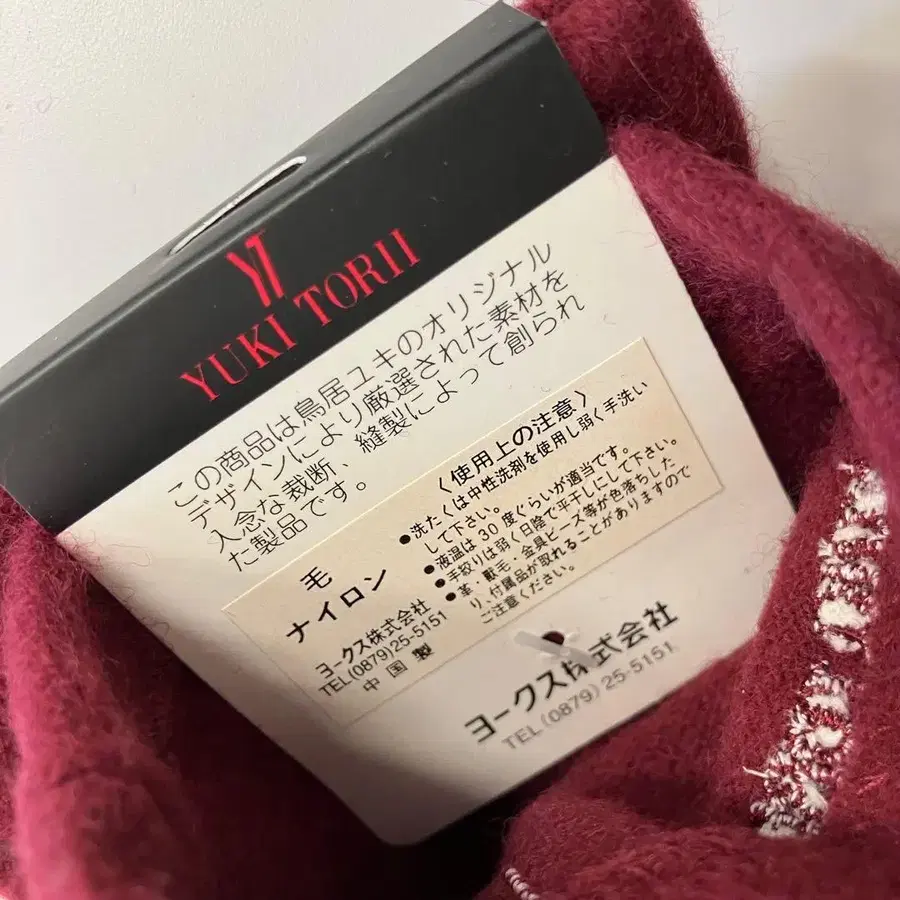 YT
YUKI TORII
この商品は鳥居ユキのオリジナル
デザインにより厳選された素材を
入念な裁断、縫製によって創られ
た製品です。
毛
ナイロン
ヨークス株式会社
TEL(0879)25-5151
中国製
〈使用上の注意〉
●洗たくは中性洗剤を使用し弱く手洗い
して下さい。
●液温は30度ぐらいが適当です。
●手絞りは弱く日陰で平干しにして下さい。
●革・獣毛・金具ビーズ等が色落ちした
り、付属品が取れることがありますので
ご注意ください。
ヨークス株式会社
TEL(0879)25-5151